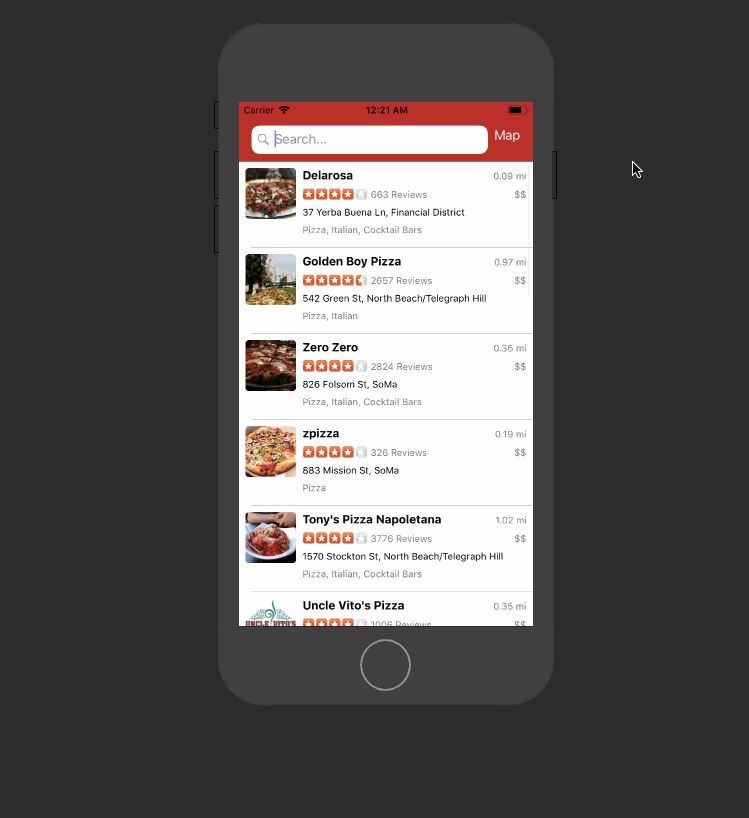 Carrier 12:21 AM
Search... Map
Delarosa 0.09 mi
663 Reviews $$
37 Yerba Buena Ln, Financial District
Pizza, Italian, Cocktail Bars
Golden Boy Pizza 0.97 mi
2657 Reviews $$
542 Green St, North Beach/Telegraph Hill
Pizza, Italian
Zero Zero 0.36 mi
2824 Reviews $$
826 Folsom St, SoMa
Pizza, Italian, Cocktail Bars
zpizza 0.19 mi
326 Reviews $$
883 Mission St, SoMa
Pizza
Tony's Pizza Napoletana 1.02 mi
3776 Reviews $$
1570 Stockton St, North Beach/Telegraph Hill
Pizza, Italian, Cocktail Bars
Uncle Vito's Pizza 0.35 mi
UNCLE VITO'S 1006 Reviews $$